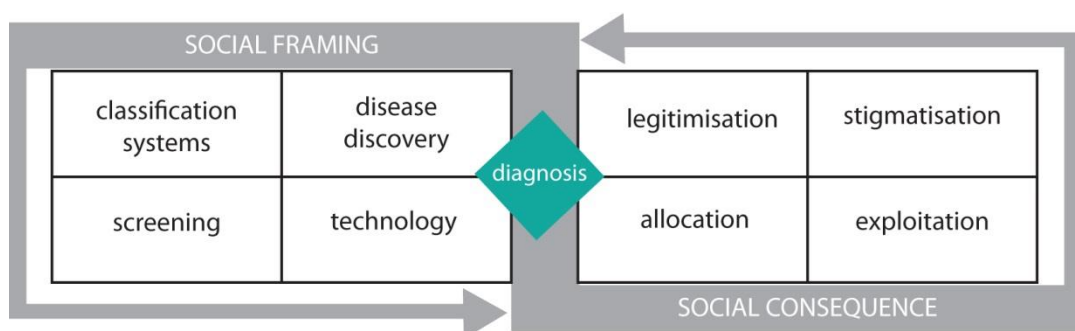 SOCIAL FRAMING
classification
systems
disease
discovery
screening
technology
diagnosis
legitimisation
stigmatisation
allocation
exploitation
SOCIAL CONSEQUENCE